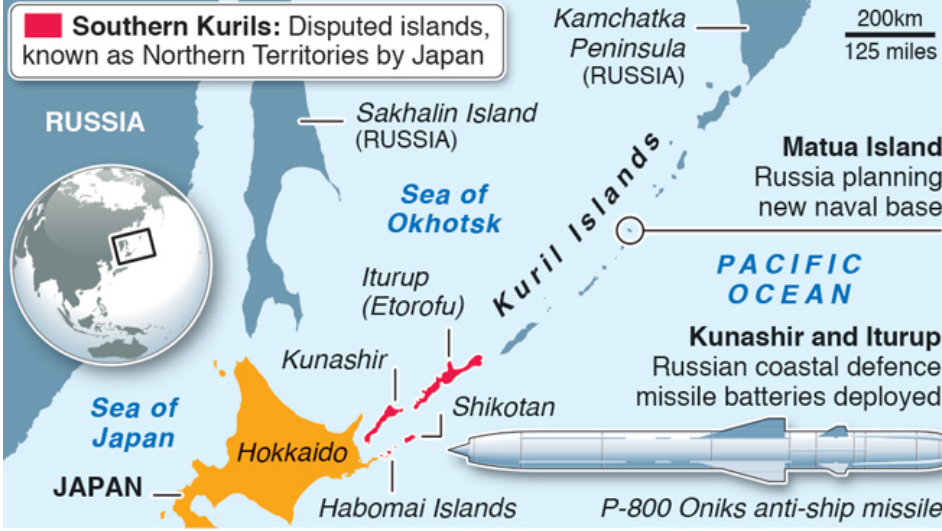 Southern Kurils: Disputed islands,
known as Northern Territories by Japan
Kamchatka
Peninsula
(RUSSIA)
200km
125 miles
RUSSIA
Sakhalin Island
(RUSSIA)
Sea of
Okhotsk
Kuril Islands
Matua Island
Russia planning
new naval base
PACIFIC
OCEAN
Iturup
(Etorofu)
Kunashir
Kunashir and Iturup
Russian coastal defence
missile batteries deployed
Shikotan
Sea of
Japan
Hokkaido
JAPAN
Habomai Islands
P-800 Oniks anti-ship missile